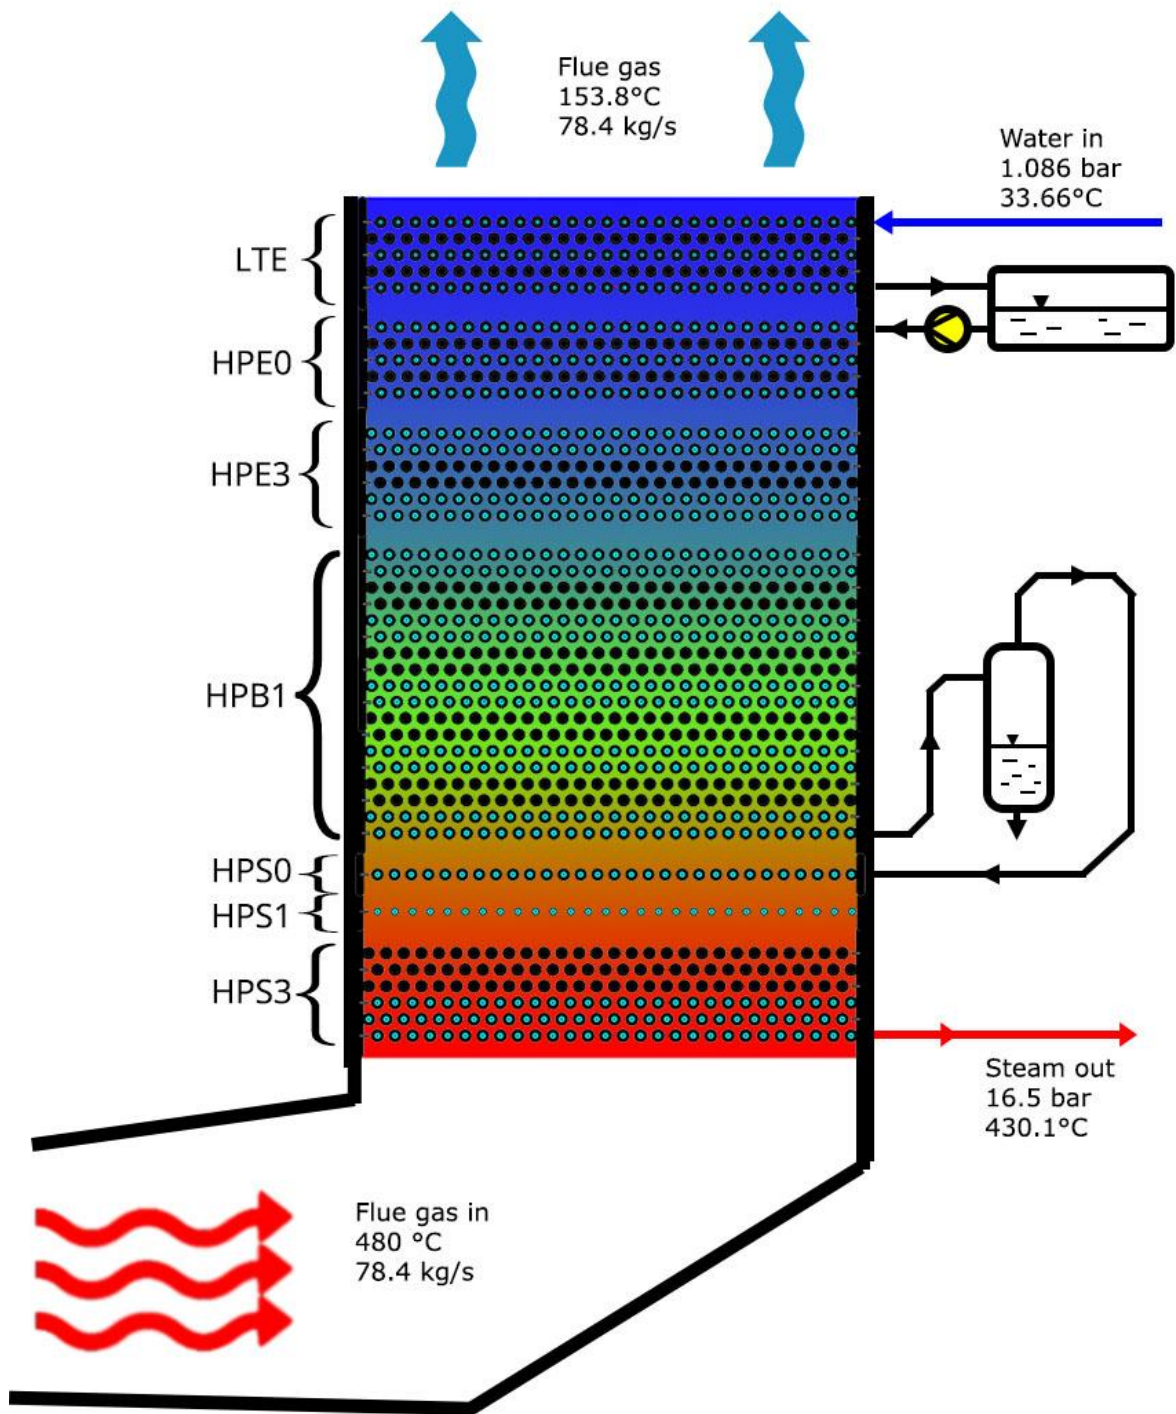 Flue gas
153.8°C
78.4 kg/s
Water in
1.086 bar
33.66°C
LTE
HPE0
HPE3
HPB1
HPS0
HPS1
HPS3
Steam out
16.5 bar
430.1°C
Flue gas in
480 °C
78.4 kg/s